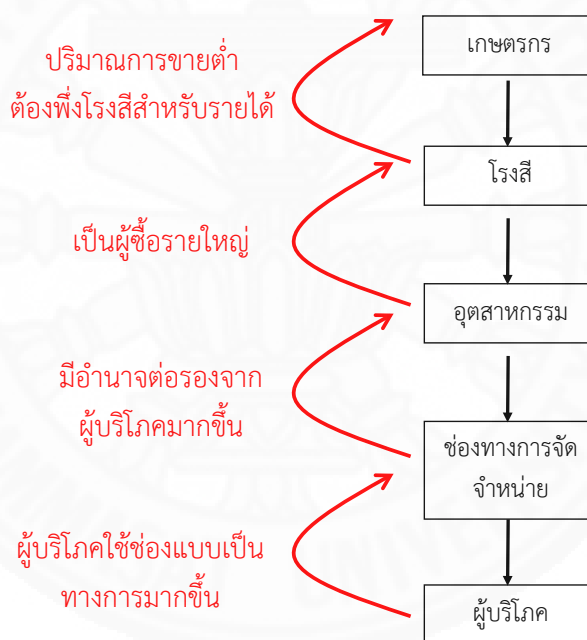 เกษตรกร
ปริมาณการขายต่ำ
ต้องพึ่งโรงสีสำหรับรายได้
โรงสี
เป็นผู้ซื้อรายใหญ่
อุตสาหกรรม
มีอำนาจต่อรองจาก
ผู้บริโภคมากขึ้น
ช่องทางการจัด
จำหน่าย
ผู้บริโภคใช้ช่องแบบเป็น
ทางการมากขึ้น
ผู้บริโภค